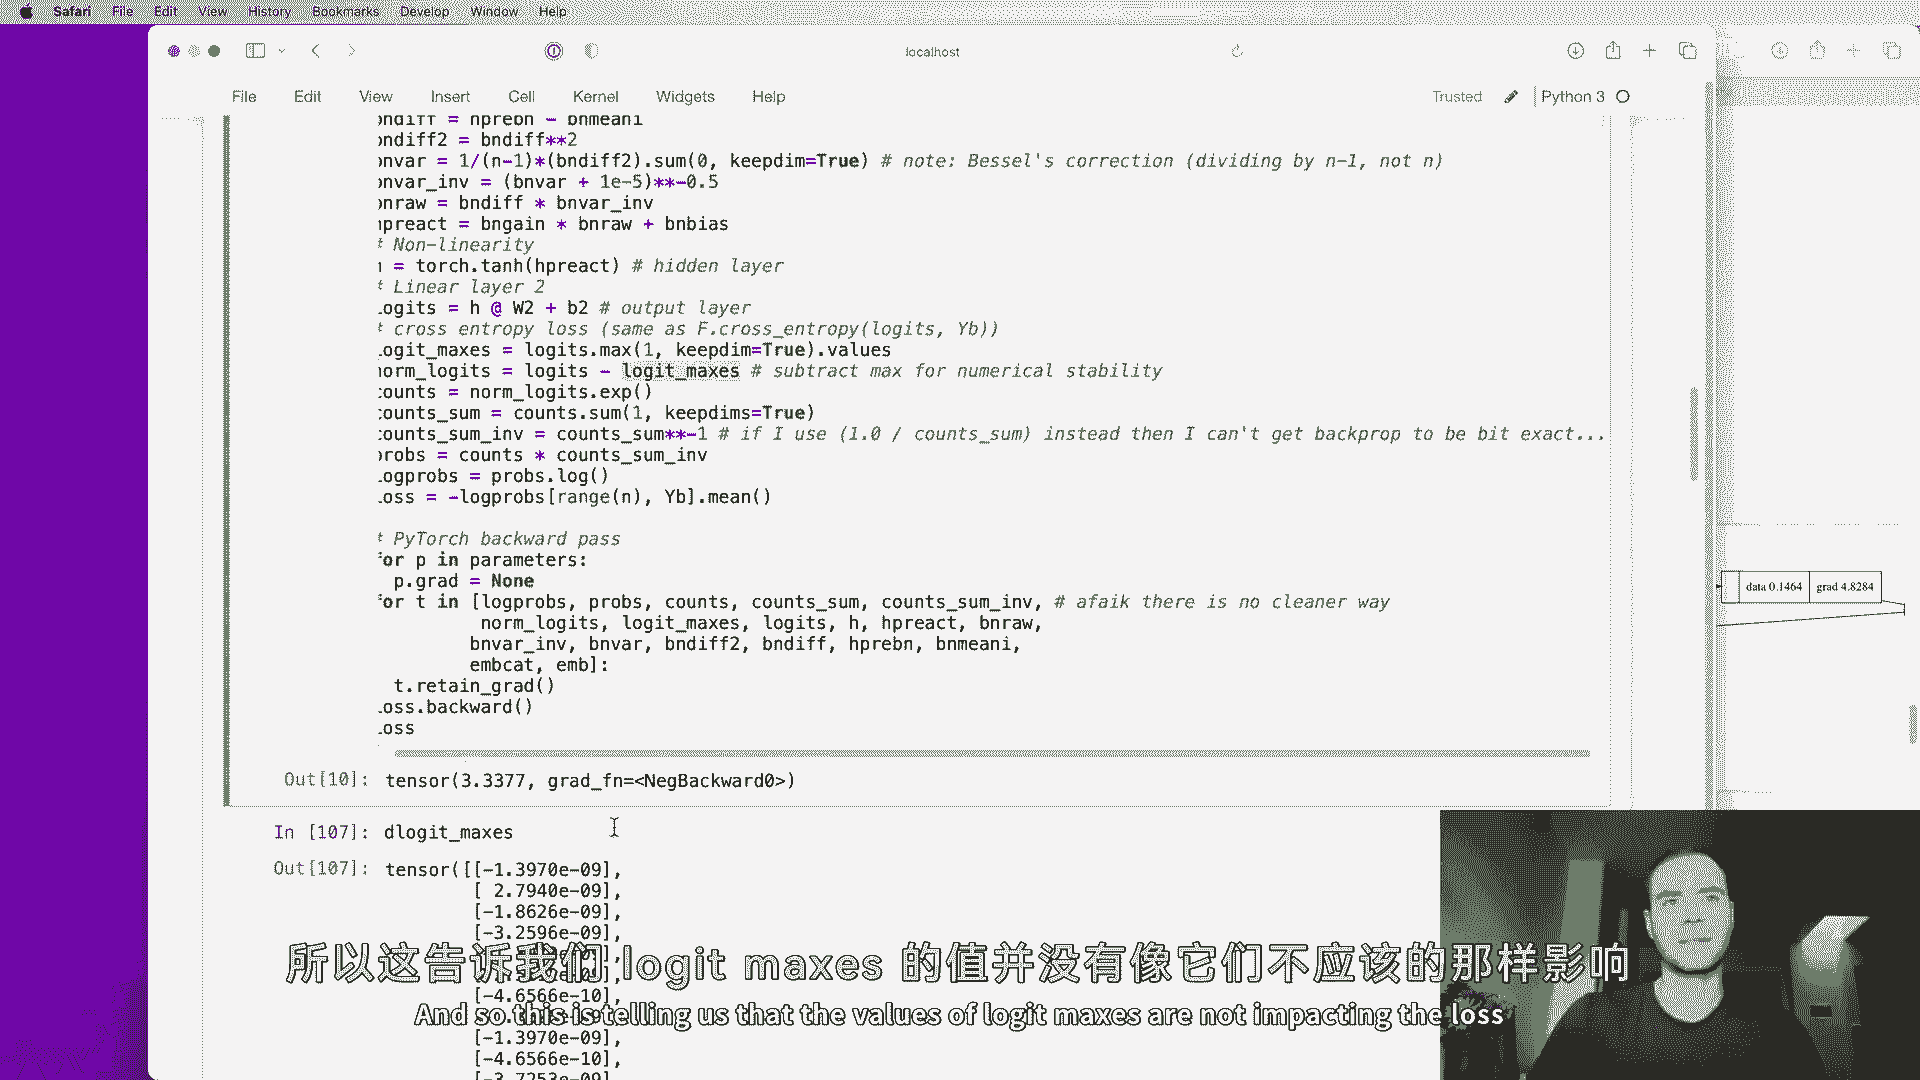 Safari File Edit View History Bookmarks Develop Window Help
localhost
File Edit View Insert Cell Kernel Widgets Help
Trusted Python 3
bndiff = hprebn - bnmeani
ondiff2 = bndiff**2
onvar = 1/(n-1)*(bndiff2).sum(0, keepdim=True) # note: Bessel's correction (dividing by n-1, not n)
onvar_inv = (bnvar + 1e-5)**-0.5
onraw = bndiff * bnvar_inv
npreact = bngain * bnraw + bnbias
# Non-linearity
h = torch.tanh(hpreact) # hidden layer
# Linear layer 2
logits = h @ W2 + b2 # output layer
# cross entropy loss (same as F.cross_entropy(logits, Yb))
logit_maxes = logits.max(1, keepdim=True).values
norm_logits = logits - logit_maxes # subtract max for numerical stability
counts = norm_logits.exp()
counts_sum = counts.sum(1, keepdims=True)
counts_sum_inv = counts_sum**-1 # if I use (1.0 / counts_sum) instead then I can't get backprop to be bit exact...
probs = counts * counts_sum_inv
logprobs = probs.log()
loss = -logprobs[range(n), Yb].mean()
# PyTorch backward pass
for p in parameters:
p.grad = None
for t in [logprobs, probs, counts, counts_sum, counts_sum_inv, # afaik there is no cleaner way
norm_logits, logit_maxes, logits, h, hpreact, bnraw,
bnvar_inv, bnvar, bndiff2, bndiff, hprebn, bnmeani,
embcat, emb]:
t.retain_grad()
loss.backward()
loss
Out[10]: tensor(3.3377, grad_fn=<NegBackward0>)
In [107]: dlogit_maxes
Out[107]: tensor([[-1.3970e-09],
[ 2.7940e-09],
[-1.8626e-09],
[-3.2596e-09],
[-4.6566e-10],
[-1.3970e-09],
[-4.6566e-10],
[-3.7253e-09],
data 0.1464 grad 4.8284
所以这告诉我们 logit maxes 的值并没有像它们不应该的那样影响
And so this is telling us that the values of logit maxes are not impacting the loss